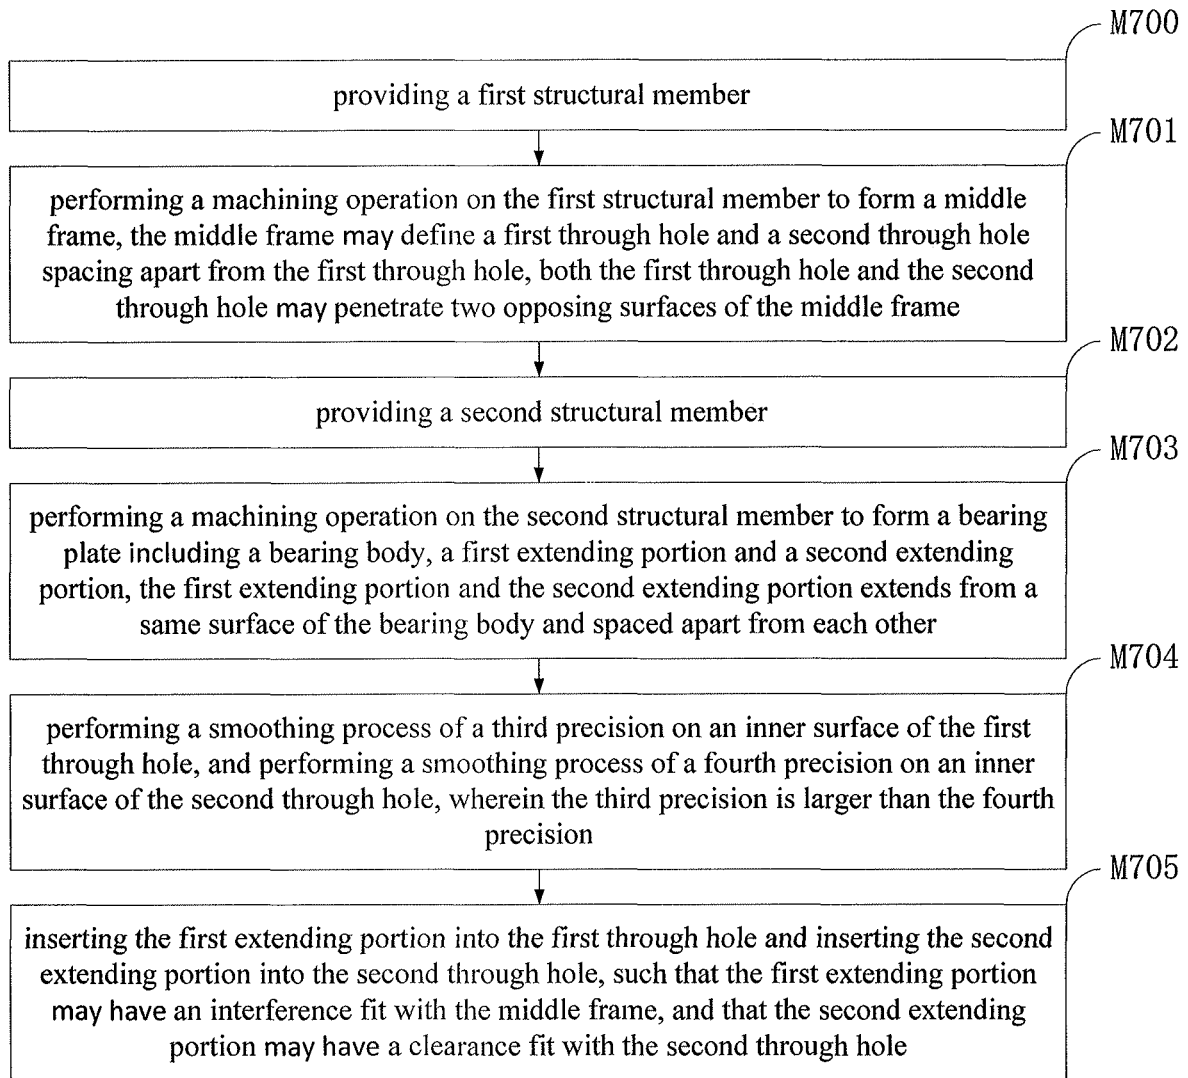 M700
providing a first structural member
M701
performing a machining operation on the first structural member to form a middle
frame, the middle frame may define a first through hole and a second through hole
spacing apart from the first through hole, both the first through hole and the second
through hole may penetrate two opposing surfaces of the middle frame
M702
providing a second structural member
M703
performing a machining operation on the second structural member to form a bearing
plate including a bearing body, a first extending portion and a second extending
portion, the first extending portion and the second extending portion extends from a
same surface of the bearing body and spaced apart from each other
M704
performing a smoothing process of a third precision on an inner surface of the first
through hole, and performing a smoothing process of a fourth precision on an inner
surface of the second through hole, wherein the third precision is larger than the fourth
precision
M705
inserting the first extending portion into the first through hole and inserting the second
extending portion into the second through hole, such that the first extending portion
may have an interference fit with the middle frame, and that the second extending
portion may have a clearance fit with the second through hole